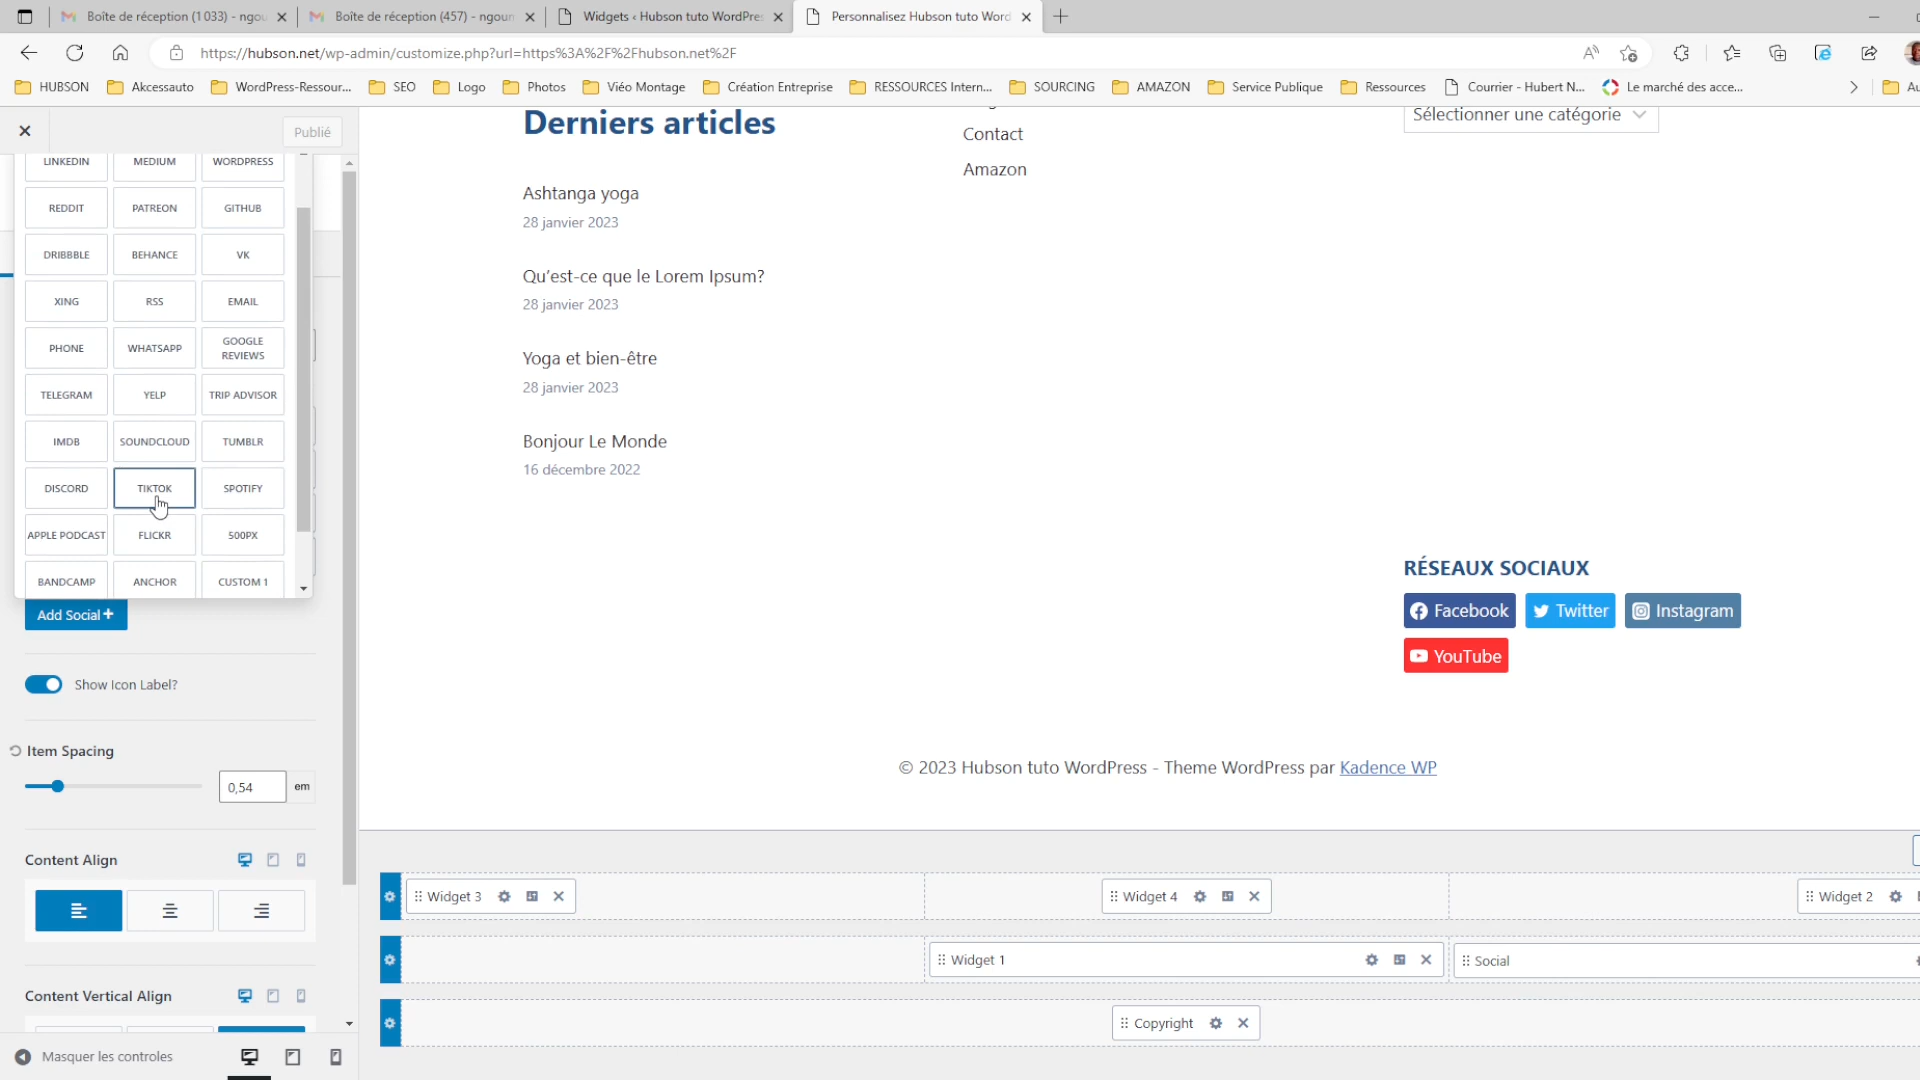 Boîte de réception (1 033) - ngou
Boîte de réception (457) - ngoun
Widgets ‹ Hubson tuto WordPres
Personnalisez Hubson tuto Word
https://hubson.net/wp-admin/customize.php?url=https%3A%2F%2Fhubson.net%2F
HUBSON
Akcessauto
WordPress-Ressour...
SEO
Logo
Photos
Viéo Montage
Création Entreprise
RESSOURCES Intern...
SOURCING
AMAZON
Service Publique
Ressources
Courrier - Hubert N...
Le marché des acce...
Au
Publié
LINKEDIN
MEDIUM
WORDPRESS
REDDIT
PATREON
GITHUB
DRIBBBLE
BEHANCE
VK
XING
RSS
EMAIL
PHONE
WHATSAPP
GOOGLE
REVIEWS
TELEGRAM
YELP
TRIP ADVISOR
IMDB
SOUNDCLOUD
TUMBLR
DISCORD
TIKTOK
SPOTIFY
APPLE PODCAST
FLICKR
500PX
BANDCAMP
ANCHOR
CUSTOM 1
Add Social +
Show Icon Label?
Item Spacing
0,54
em
Content Align
Content Vertical Align
Masquer les controles
Derniers articles
Ashtanga yoga
28 janvier 2023
Qu'est-ce que le Lorem Ipsum?
28 janvier 2023
Yoga et bien-être
28 janvier 2023
Bonjour Le Monde
16 décembre 2022
Contact
Amazon
Sélectionner une catégorie
RÉSEAUX SOCIAUX
Facebook
Twitter
Instagram
YouTube
© 2023 Hubson tuto WordPress - Theme WordPress par Kadence WP
Widget 3
Widget 4
Widget 2
Widget 1
Social
Copyright